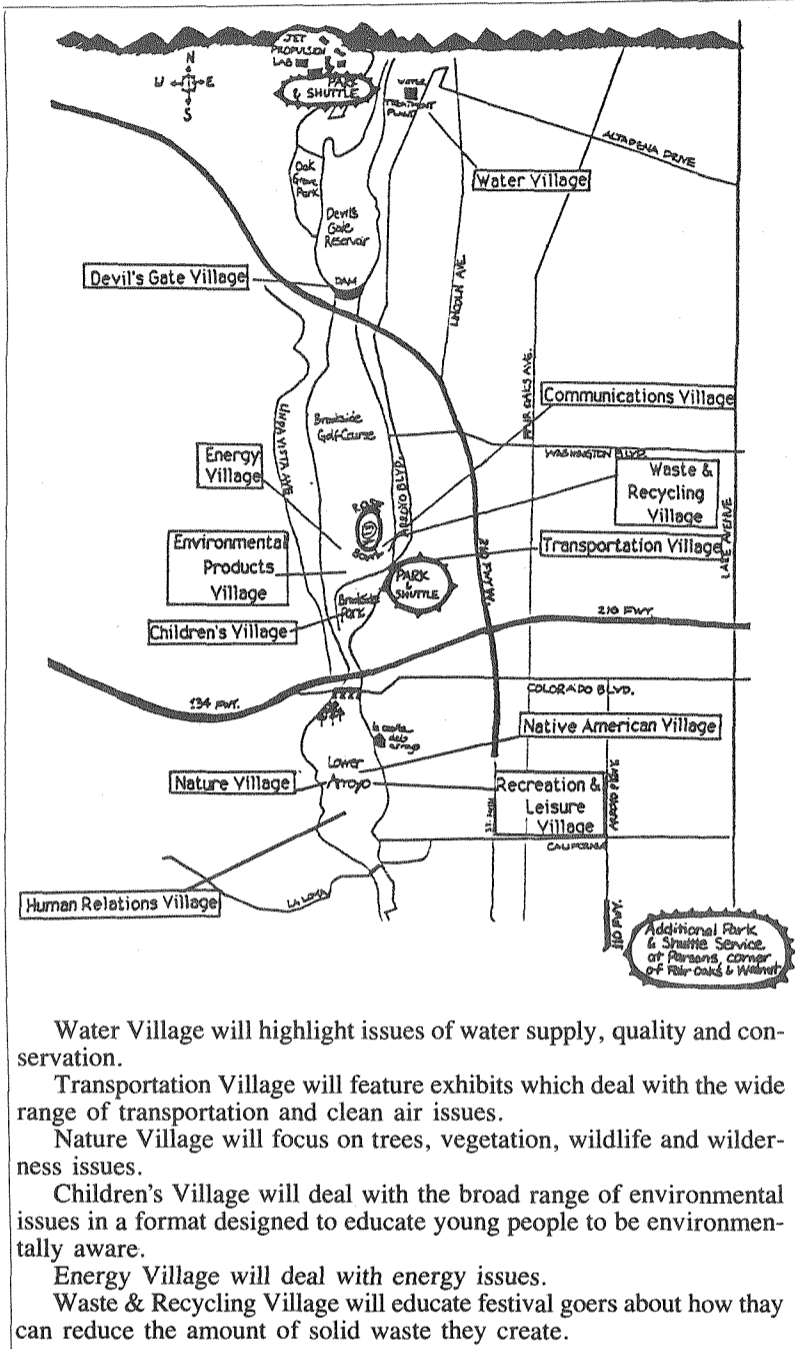 JET
PROPULSION
LAB
N
W E
S
PARK
& SHUTTLE
WATER
TREATMENT
PLANT
ALTADENA DRIVE
Oak
Grove
Park
Water Village
Devil's
Gate
Reservoir
Devil's Gate Village
DAM
LINCOLN AVE.
FAIR OAKS AVE.
Communications Village
LINDA VISTA AVE
Brookside
Golf Course
ARROYO BLVD.
WASHINGTON BLVD.
Energy
Village
Waste &
Recycling
Village
ROSE
BOWL
LAKE AVENUE
Environmental
Products
Village
Transportation Village
210 FWY.
PARK
&
SHUTTLE
Brookside
Park
Children's Village
210 FWY.
COLORADO BLVD.
134 FWY.
Native American Village
la casita
del
arroyo
Lower
Arroyo
Nature Village
Recreation &
Leisure
Village
ARROYO PKWY.
CALIFORNIA
LA LOMA
Human Relations Village
110 FWY.
Additional Park
& Shuttle Service
at Parsons, corner
of Fair Oaks & Walnut
Water Village will highlight issues of water supply, quality and con-
servation.
Transportation Village will feature exhibits which deal with the wide
range of transportation and clean air issues.
Nature Village will focus on trees, vegetation, wildlife and wilder-
ness issues.
Children's Village will deal with the broad range of environmental
issues in a format designed to educate young people to be environmen-
tally aware.
Energy Village will deal with energy issues.
Waste & Recycling Village will educate festival goers about how thay
can reduce the amount of solid waste they create.